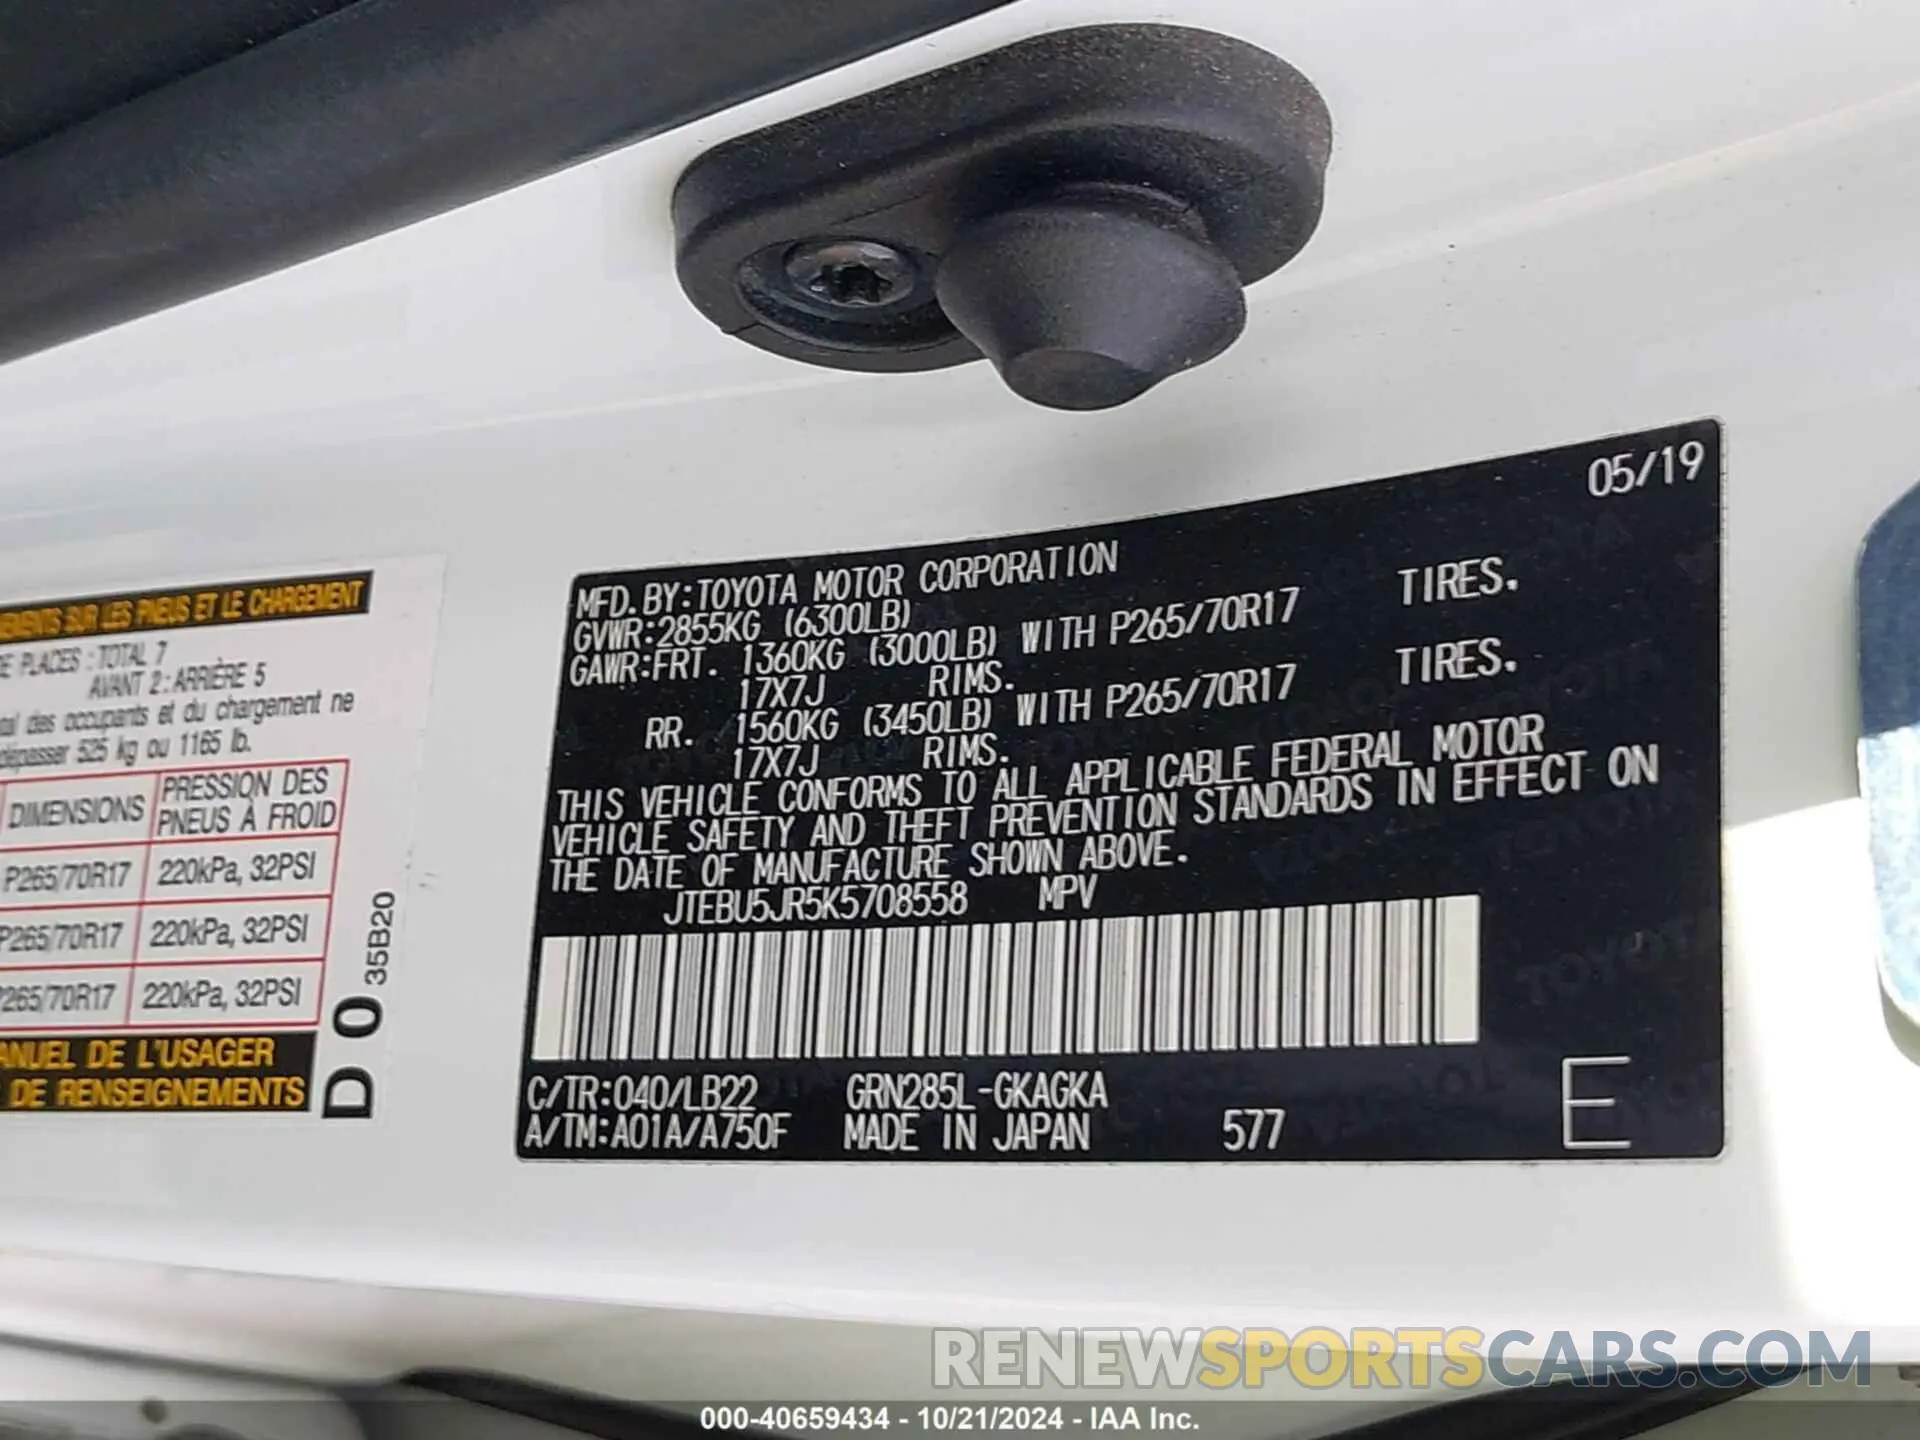 EMENTS SUR LES PNEUS ET LE CHARGEMENT
DE PLACES : TOTAL 7
AVANT 2 : ARRIÈRE 5
tal des occupants et du chargement ne
dépasser 525 kg ou 1165 lb.
DIMENSIONS
PRESSION DES
PNEUS À FROID
P265/70R17 220kPa, 32PSI
P265/70R17 220kPa, 32PSI
P265/70R17 220kPa, 32PSI
ANUEL DE L'USAGER
DE RENSEIGNEMENTS
D 0 35B20
05/19
MFD. BY: TOYOTA MOTOR CORPORATION
GVWR: 2855KG (6300LB)
GAWR: FRT. 1360KG (3000LB) WITH P265/70R17 TIRES.
17X7J RIMS.
RR. 1560KG (3450LB) WITH P265/70R17 TIRES.
17X7J RIMS.
THIS VEHICLE CONFORMS TO ALL APPLICABLE FEDERAL MOTOR
VEHICLE SAFETY AND THEFT PREVENTION STANDARDS IN EFFECT ON
THE DATE OF MANUFACTURE SHOWN ABOVE.
JTEBU5JR5K5708558 MPV
C/TR: 040/LB22 GRN285L-GKAGKA
A/TM: A01A/A750F MADE IN JAPAN 577 E
RENEWSPORTSCARS.COM
000-40659434 - 10/21/2024 - IAA Inc.